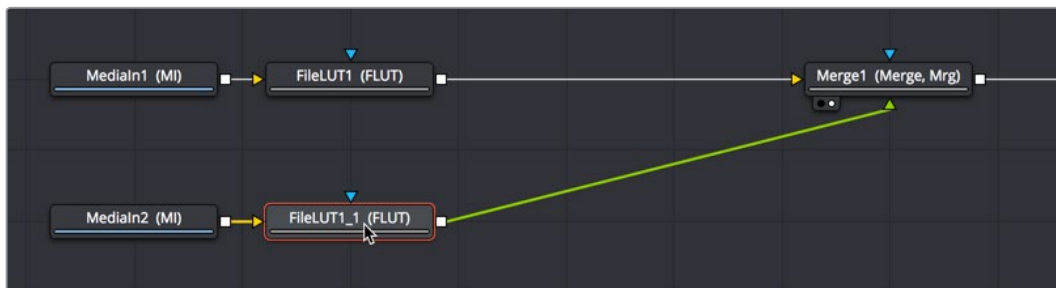 MediaIn1 (MI)
FileLUT1 (FLUT)
Merge1 (Merge, Mrg)
MediaIn2 (MI)
FileLUT1_1 (FLUT)